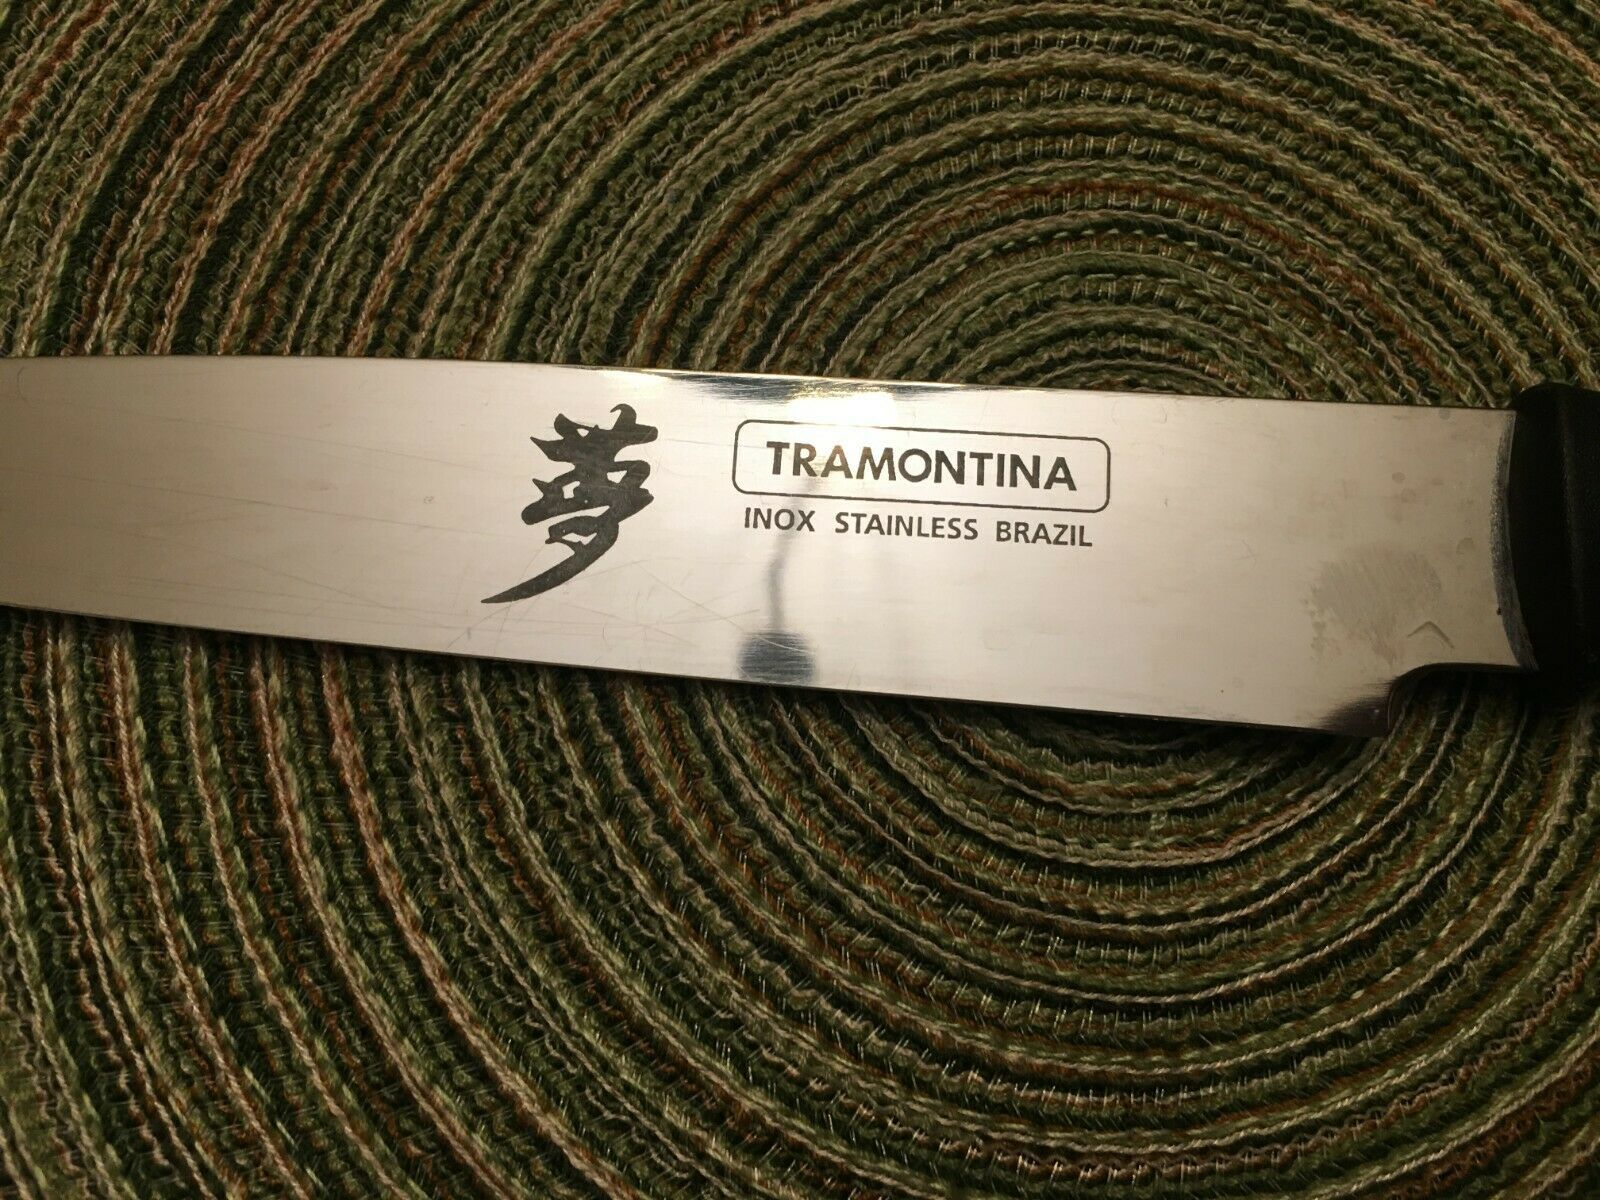 夢
TRAMONTINA
INOX STAINLESS BRAZIL